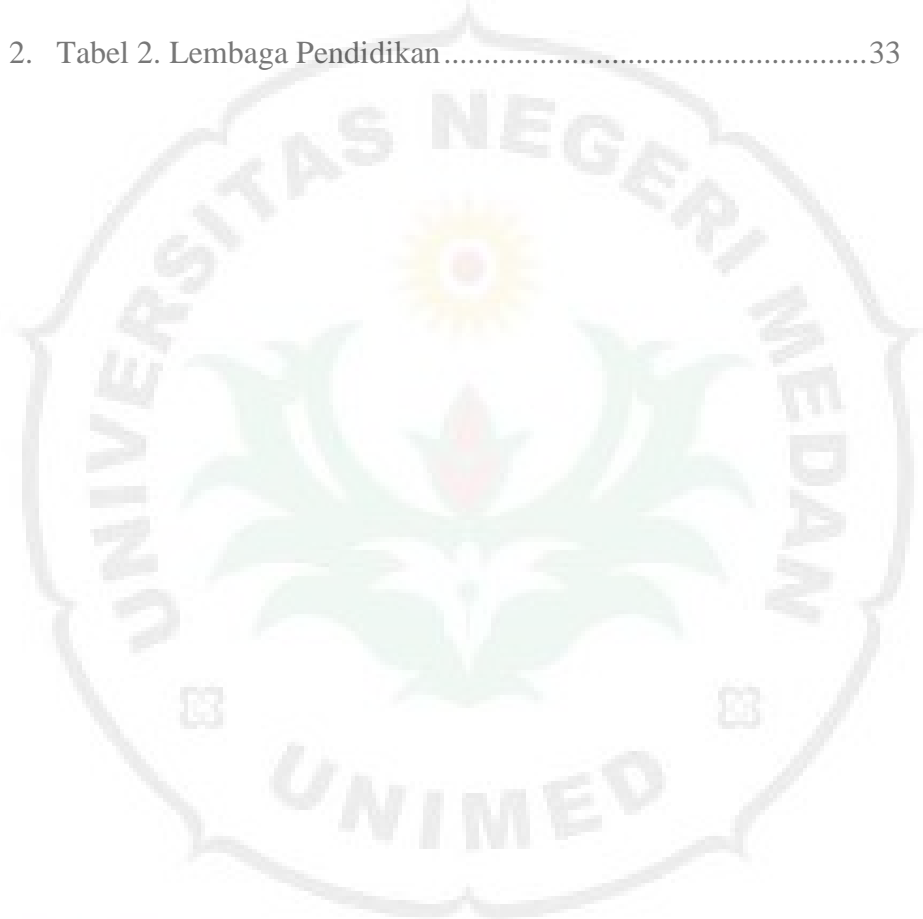 2. Tabel 2. Lembaga Pendidikan.....................................................33
UNIVERSITAS NEGERI MEDAN
UNIMED